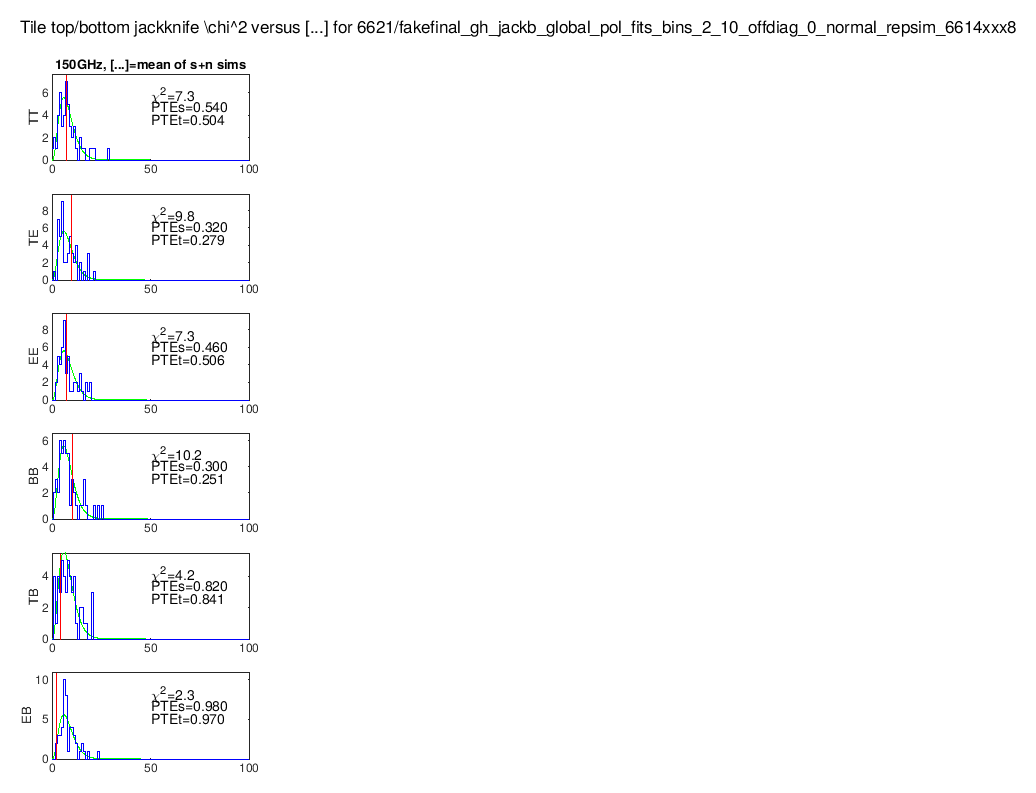 Tile top/bottom jackknife \chi^2 versus [...] for 6621/fakefinal_gh_jackb_global_pol_fits_bins_2_10_offdiag_0_normal_repsim_6614xxx8
150GHz, [...]=mean of s+n sims
TT
6
4
2
0
χ2=7.3
PTEs=0.540
PTEt=0.504
0 50 100
TE
8
6
4
2
0
χ2=9.8
PTEs=0.320
PTEt=0.279
0 50 100
EE
8
6
4
2
0
χ2=7.3
PTEs=0.460
PTEt=0.506
0 50 100
BB
6
4
2
0
χ2=10.2
PTEs=0.300
PTEt=0.251
0 50 100
TB
4
2
0
χ2=4.2
PTEs=0.820
PTEt=0.841
0 50 100
EB
10
5
0
χ2=2.3
PTEs=0.980
PTEt=0.970
0 50 100